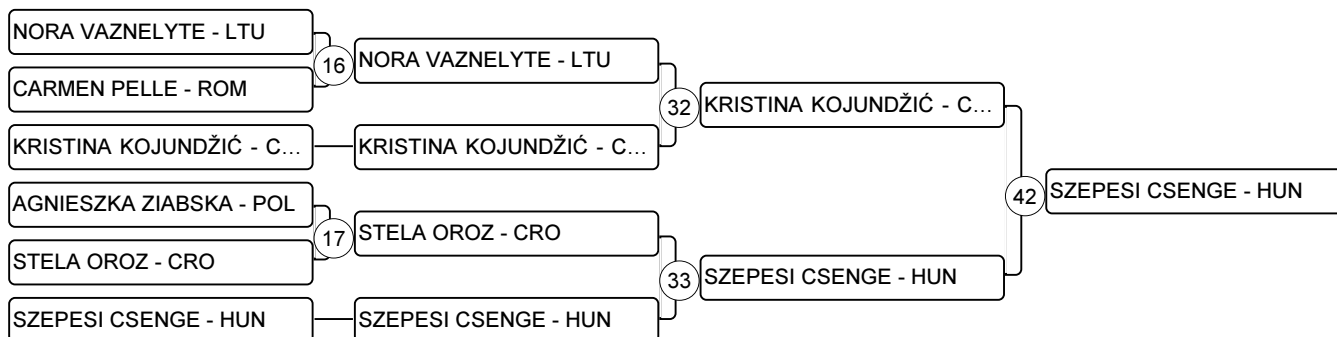 NORA VAZNELYTE - LTU
CARMEN PELLE - ROM
KRISTINA KOJUNDŽIĆ - C...
AGNIESZKA ZIABSKA - POL
STELA OROZ - CRO
SZEPESI CSENGE - HUN
16
17
NORA VAZNELYTE - LTU
KRISTINA KOJUNDŽIĆ - C...
STELA OROZ - CRO
SZEPESI CSENGE - HUN
32
33
KRISTINA KOJUNDŽIĆ - C...
SZEPESI CSENGE - HUN
42
SZEPESI CSENGE - HUN